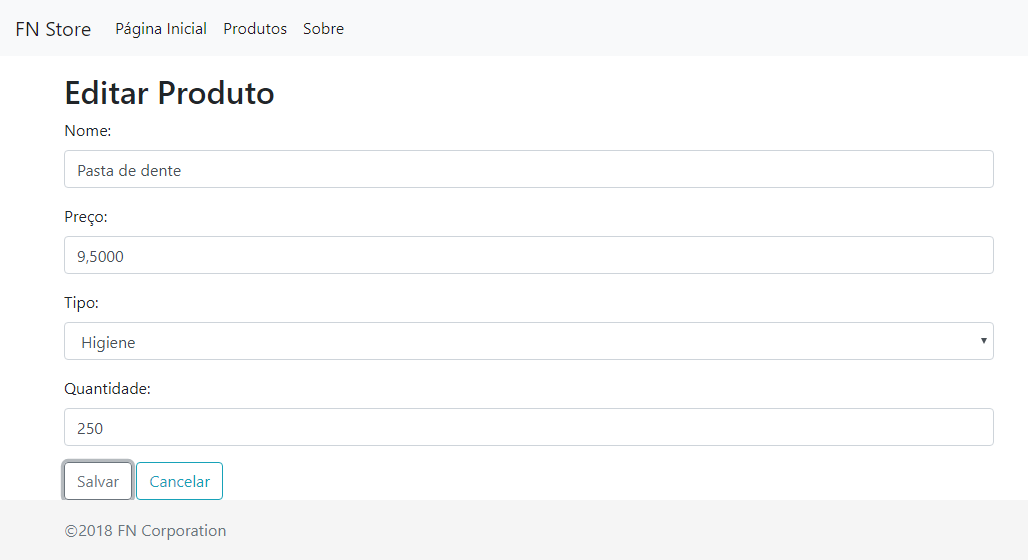 FN Store Página Inicial Produtos Sobre
Editar Produto
Nome:
Pasta de dente
Preço:
9,5000
Tipo:
Higiene
Quantidade:
250
Salvar Cancelar
©2018 FN Corporation